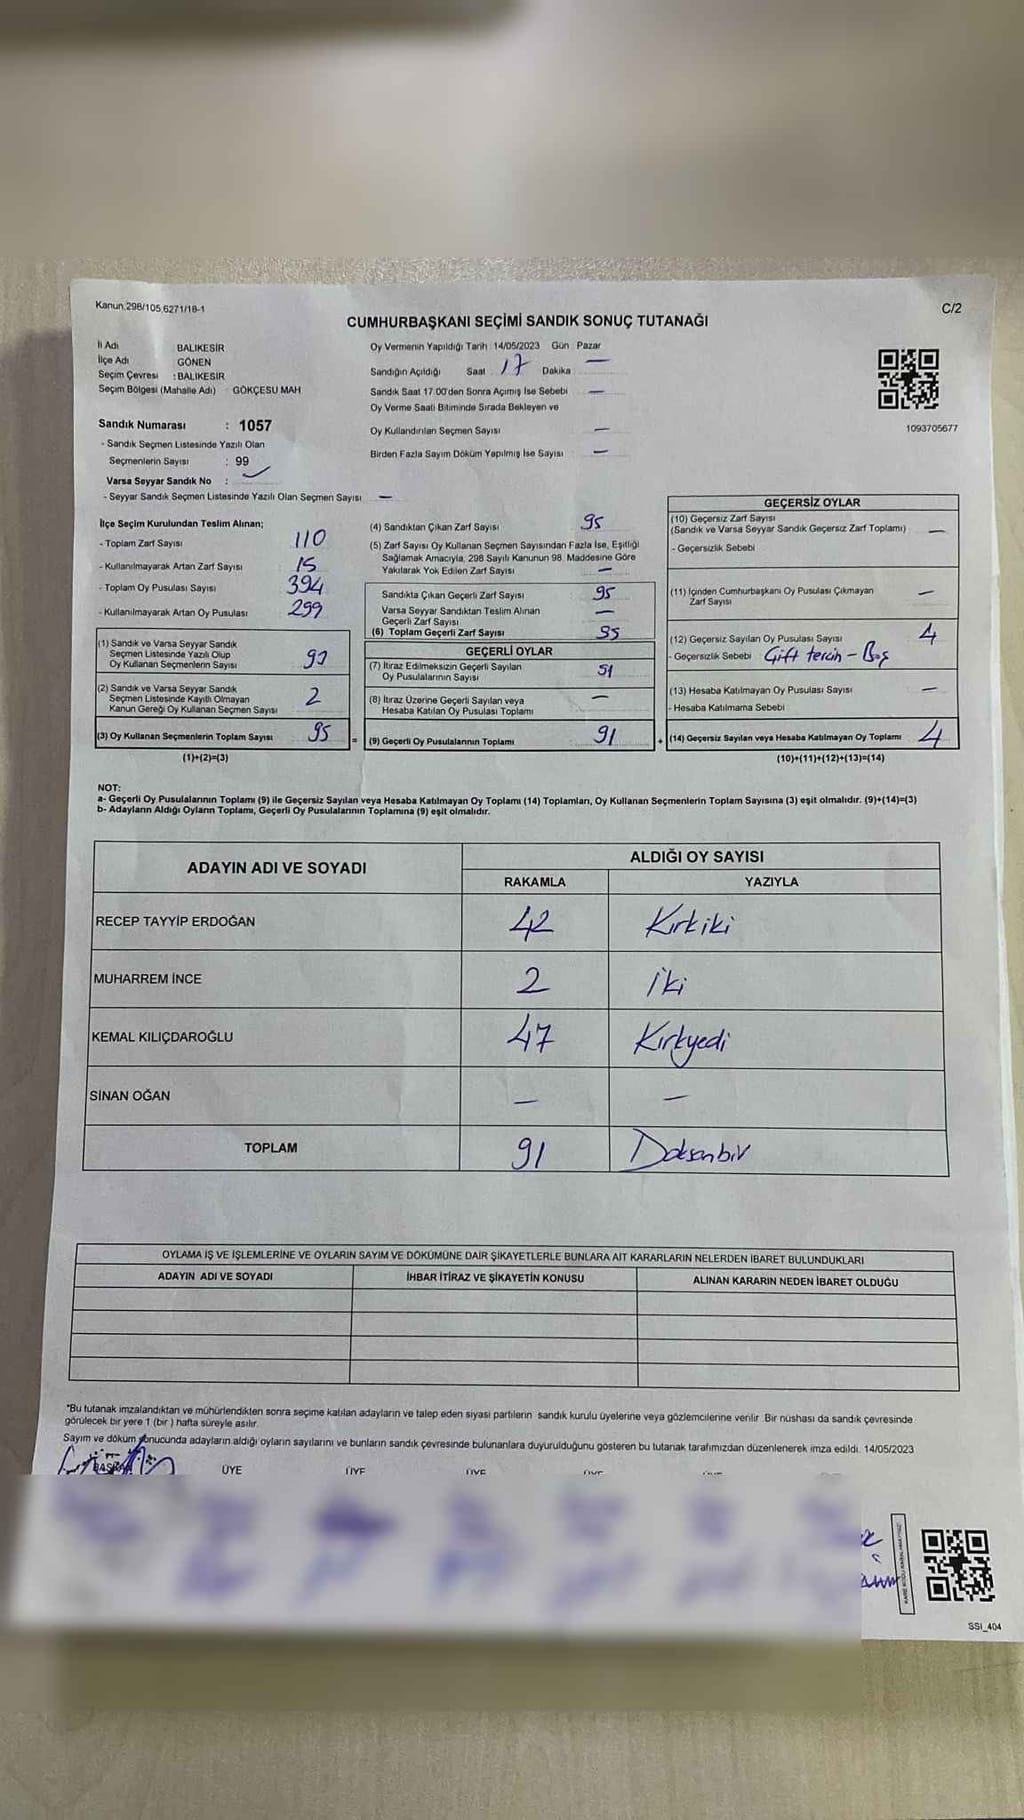 Kanun.298/105,6271/18-1
C/2
CUMHURBAŞKANI SEÇİMİ SANDIK SONUÇ TUTANAĞI
İl Adı BALIKESİR
İlçe Adı GÖNEN
Seçim Çevresi : BALIKESİR
Seçim Bölgesi (Mahalle Adı) GÖKÇESU MAH
Sandık Numarası : 1057
- Sandık Seçmen Listesinde Yazılı Olan
Seçmenlerin Sayısı : 99
Varsa Seyyar Sandık No :
- Seyyar Sandık Seçmen Listesinde Yazılı Olan Seçmen Sayısı —
Oy Vermenin Yapıldığı Tarih 14/05/2023 Gün Pazar
Sandığın Açıldığı Saat 17 Dakika —
Sandık Saat 17:00'den Sonra Açımış İse Sebebi —
Oy Verme Saati Bitiminde Sırada Bekleyen ve
Oy Kullandırılan Seçmen Sayısı —
Birden Fazla Sayım Döküm Yapılmış İse Sayısı —
1093705677
İlçe Seçim Kurulundan Teslim Alınan;
- Toplam Zarf Sayısı 110
- Kullanılmayarak Artan Zarf Sayısı 15
- Toplam Oy Pusulası Sayısı 394
- Kullanılmayarak Artan Oy Pusulası 299
(1) Sandık ve Varsa Seyyar Sandık
Seçmen Listesinde Yazılı Olup
Oy Kullanan Seçmenlerin Sayısı
(2) Sandık ve Varsa Seyyar Sandık
Seçmen Listesinde Kayıtlı Olmayan
Kanun Gereği Oy Kullanan Seçmen Sayısı 2
(3) Oy Kullanan Seçmenlerin Toplam Sayısı 95
(1)+(2)=(3)
(4) Sandıktan Çıkan Zarf Sayısı 95
(5) Zarf Sayısı Oy Kullanan Seçmen Sayısından Fazla İse, Eşitliği
Sağlamak Amacıyla, 298 Sayılı Kanunun 98. Maddesine Göre
Yakılarak Yok Edilen Zarf Sayısı —
Sandıkta Çıkan Geçerli Zarf Sayısı 95
Varsa Seyyar Sandıktan Teslim Alınan
Geçerli Zarf Sayısı —
(6) Toplam Geçerli Zarf Sayısı 95
GEÇERLİ OYLAR
(7) İtiraz Edilmeksizin Geçerli Sayılan
Oy Pusulalarının Sayısı 91
(8) İtiraz Üzerine Geçerli Sayılan veya
Hesaba Katılan Oy Pusulası Toplamı —
= (9) Geçerli Oy Pusulalarının Toplamı 91
GEÇERSİZ OYLAR
(10) Geçersiz Zarf Sayısı
(Sandık ve Varsa Seyyar Sandık Geçersiz Zarf Toplamı) —
- Geçersizlik Sebebi
(11) İçinden Cumhurbaşkanı Oy Pusulası Çıkmayan
Zarf Sayısı —
(12) Geçersiz Sayılan Oy Pusulası Sayısı 4
- Geçersizlik Sebebi Çift tercih - Boş
(13) Hesaba Katılmayan Oy Pusulası Sayısı —
- Hesaba Katılmama Sebebi
+ (14) Geçersiz Sayılan veya Hesaba Katılmayan Oy Toplamı 4
(10)+(11)+(12)+(13)=(14)
NOT:
a- Geçerli Oy Pusulalarının Toplamı (9) ile Geçersiz Sayılan veya Hesaba Katılmayan Oy Toplamı (14) Toplamları, Oy Kullanan Seçmenlerin Toplam Sayısına (3) eşit olmalıdır. (9)+(14)=(3)
b- Adayların Aldığı Oyların Toplamı, Geçerli Oy Pusulalarının Toplamına (9) eşit olmalıdır.
ADAYIN ADI VE SOYADI
ALDIĞI OY SAYISI
RAKAMLA YAZIYLA
RECEP TAYYİP ERDOĞAN 42 Kırkiki
MUHARREM İNCE 2 İki
KEMAL KILIÇDAROĞLU 47 Kırkyedi
SİNAN OĞAN — —
TOPLAM 91 Doksanbir
OYLAMA İŞ VE İŞLEMLERİNE VE OYLARIN SAYIM VE DÖKÜMÜNE DAİR ŞİKAYETLERLE BUNLARA AİT KARARLARIN NELERDEN İBARET BULUNDUKLARI
ADAYIN ADI VE SOYADI İHBAR İTİRAZ VE ŞİKAYETİN KONUSU ALINAN KARARIN NEDEN İBARET OLDUĞU
"Bu tutanak imzalandıktan ve mühürlendikten sonra seçime katılan adayların ve talep eden siyasi partilerin sandık kurulu üyelerine veya gözlemcilerine verilir. Bir nüshası da sandık çevresinde
görülecek bir yere 1 (bir ) hafta süreyle asılır.
Sayım ve döküm sonucunda adayların aldığı oyların sayılarını ve bunların sandık çevresinde bulunanlara duyurulduğunu gösteren bu tutanak tarafımızdan düzenlenerek imza edildi. 14/05/2023
BAŞKAN ÜYE ÜYE ÜYE ÜYE ÜYE
SSI_404